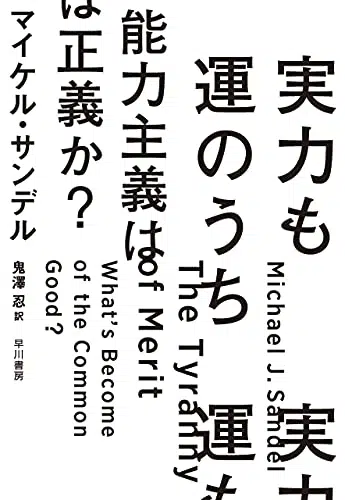 実力も
運のうち
能力主義は
は正義か?
マイケル・サンデル
鬼澤 忍 訳
早川書房
Michael J. Sandel
The Tyranny
of Merit
What's Become
of the Common
Good?
実力
運も